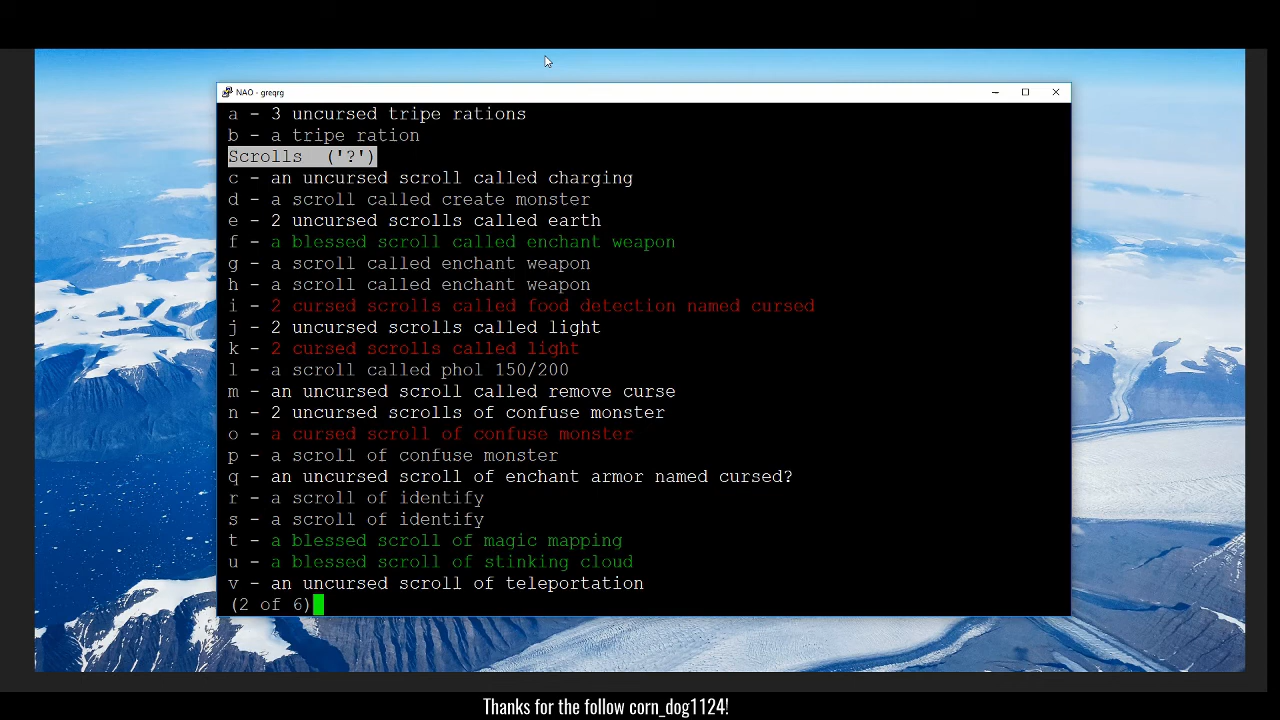 NAO - greqrg
a - 3 uncursed tripe rations
b - a tripe ration
Scrolls  ('?')
c - an uncursed scroll called charging
d - a scroll called create monster
e - 2 uncursed scrolls called earth
f - a blessed scroll called enchant weapon
g - a scroll called enchant weapon
h - a scroll called enchant weapon
i - 2 cursed scrolls called food detection named cursed
j - 2 uncursed scrolls called light
k - 2 cursed scrolls called light
l - a scroll called phol 150/200
m - an uncursed scroll called remove curse
n - 2 uncursed scrolls of confuse monster
o - a cursed scroll of confuse monster
p - a scroll of confuse monster
q - an uncursed scroll of enchant armor named cursed?
r - a scroll of identify
s - a scroll of identify
t - a blessed scroll of magic mapping
u - a blessed scroll of stinking cloud
v - an uncursed scroll of teleportation
(2 of 6)
Thanks for the follow corn_dog1124!